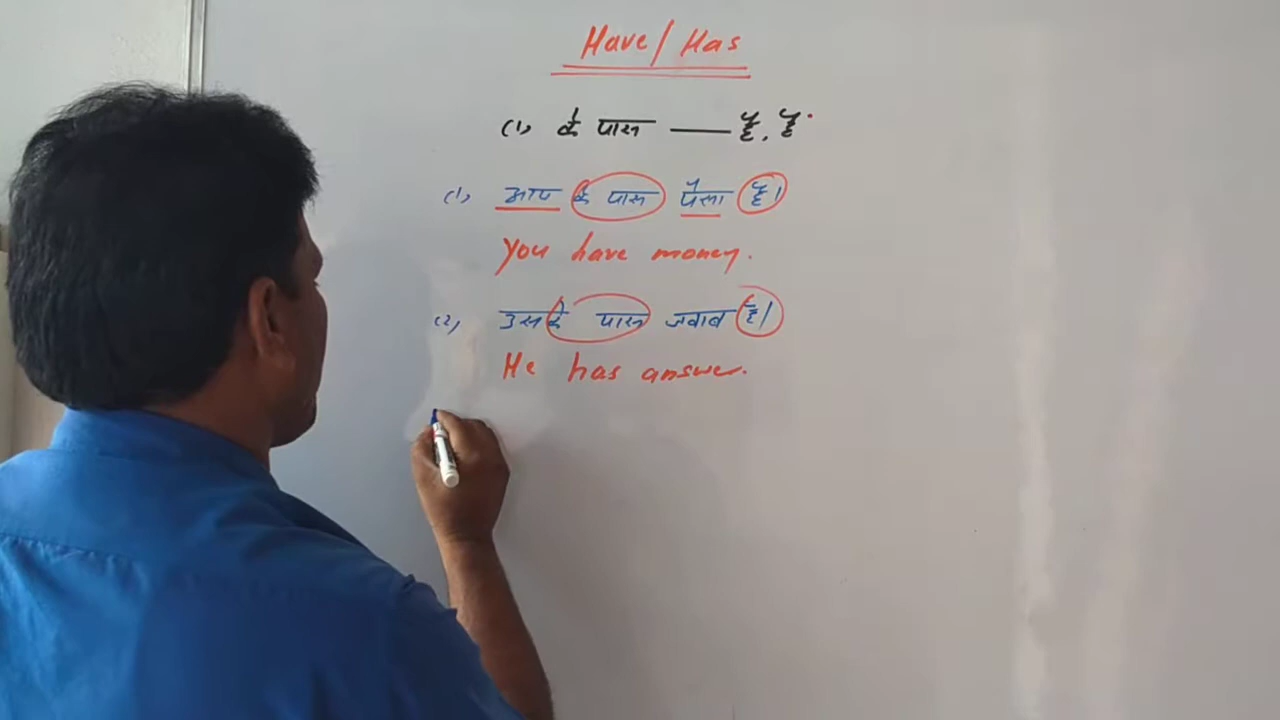 Have/Has
(1) के पास —— है, हैं
(1) आप के पास पैसा है।
You have money.
(2) उसके पास जवाब है।
He has answer.